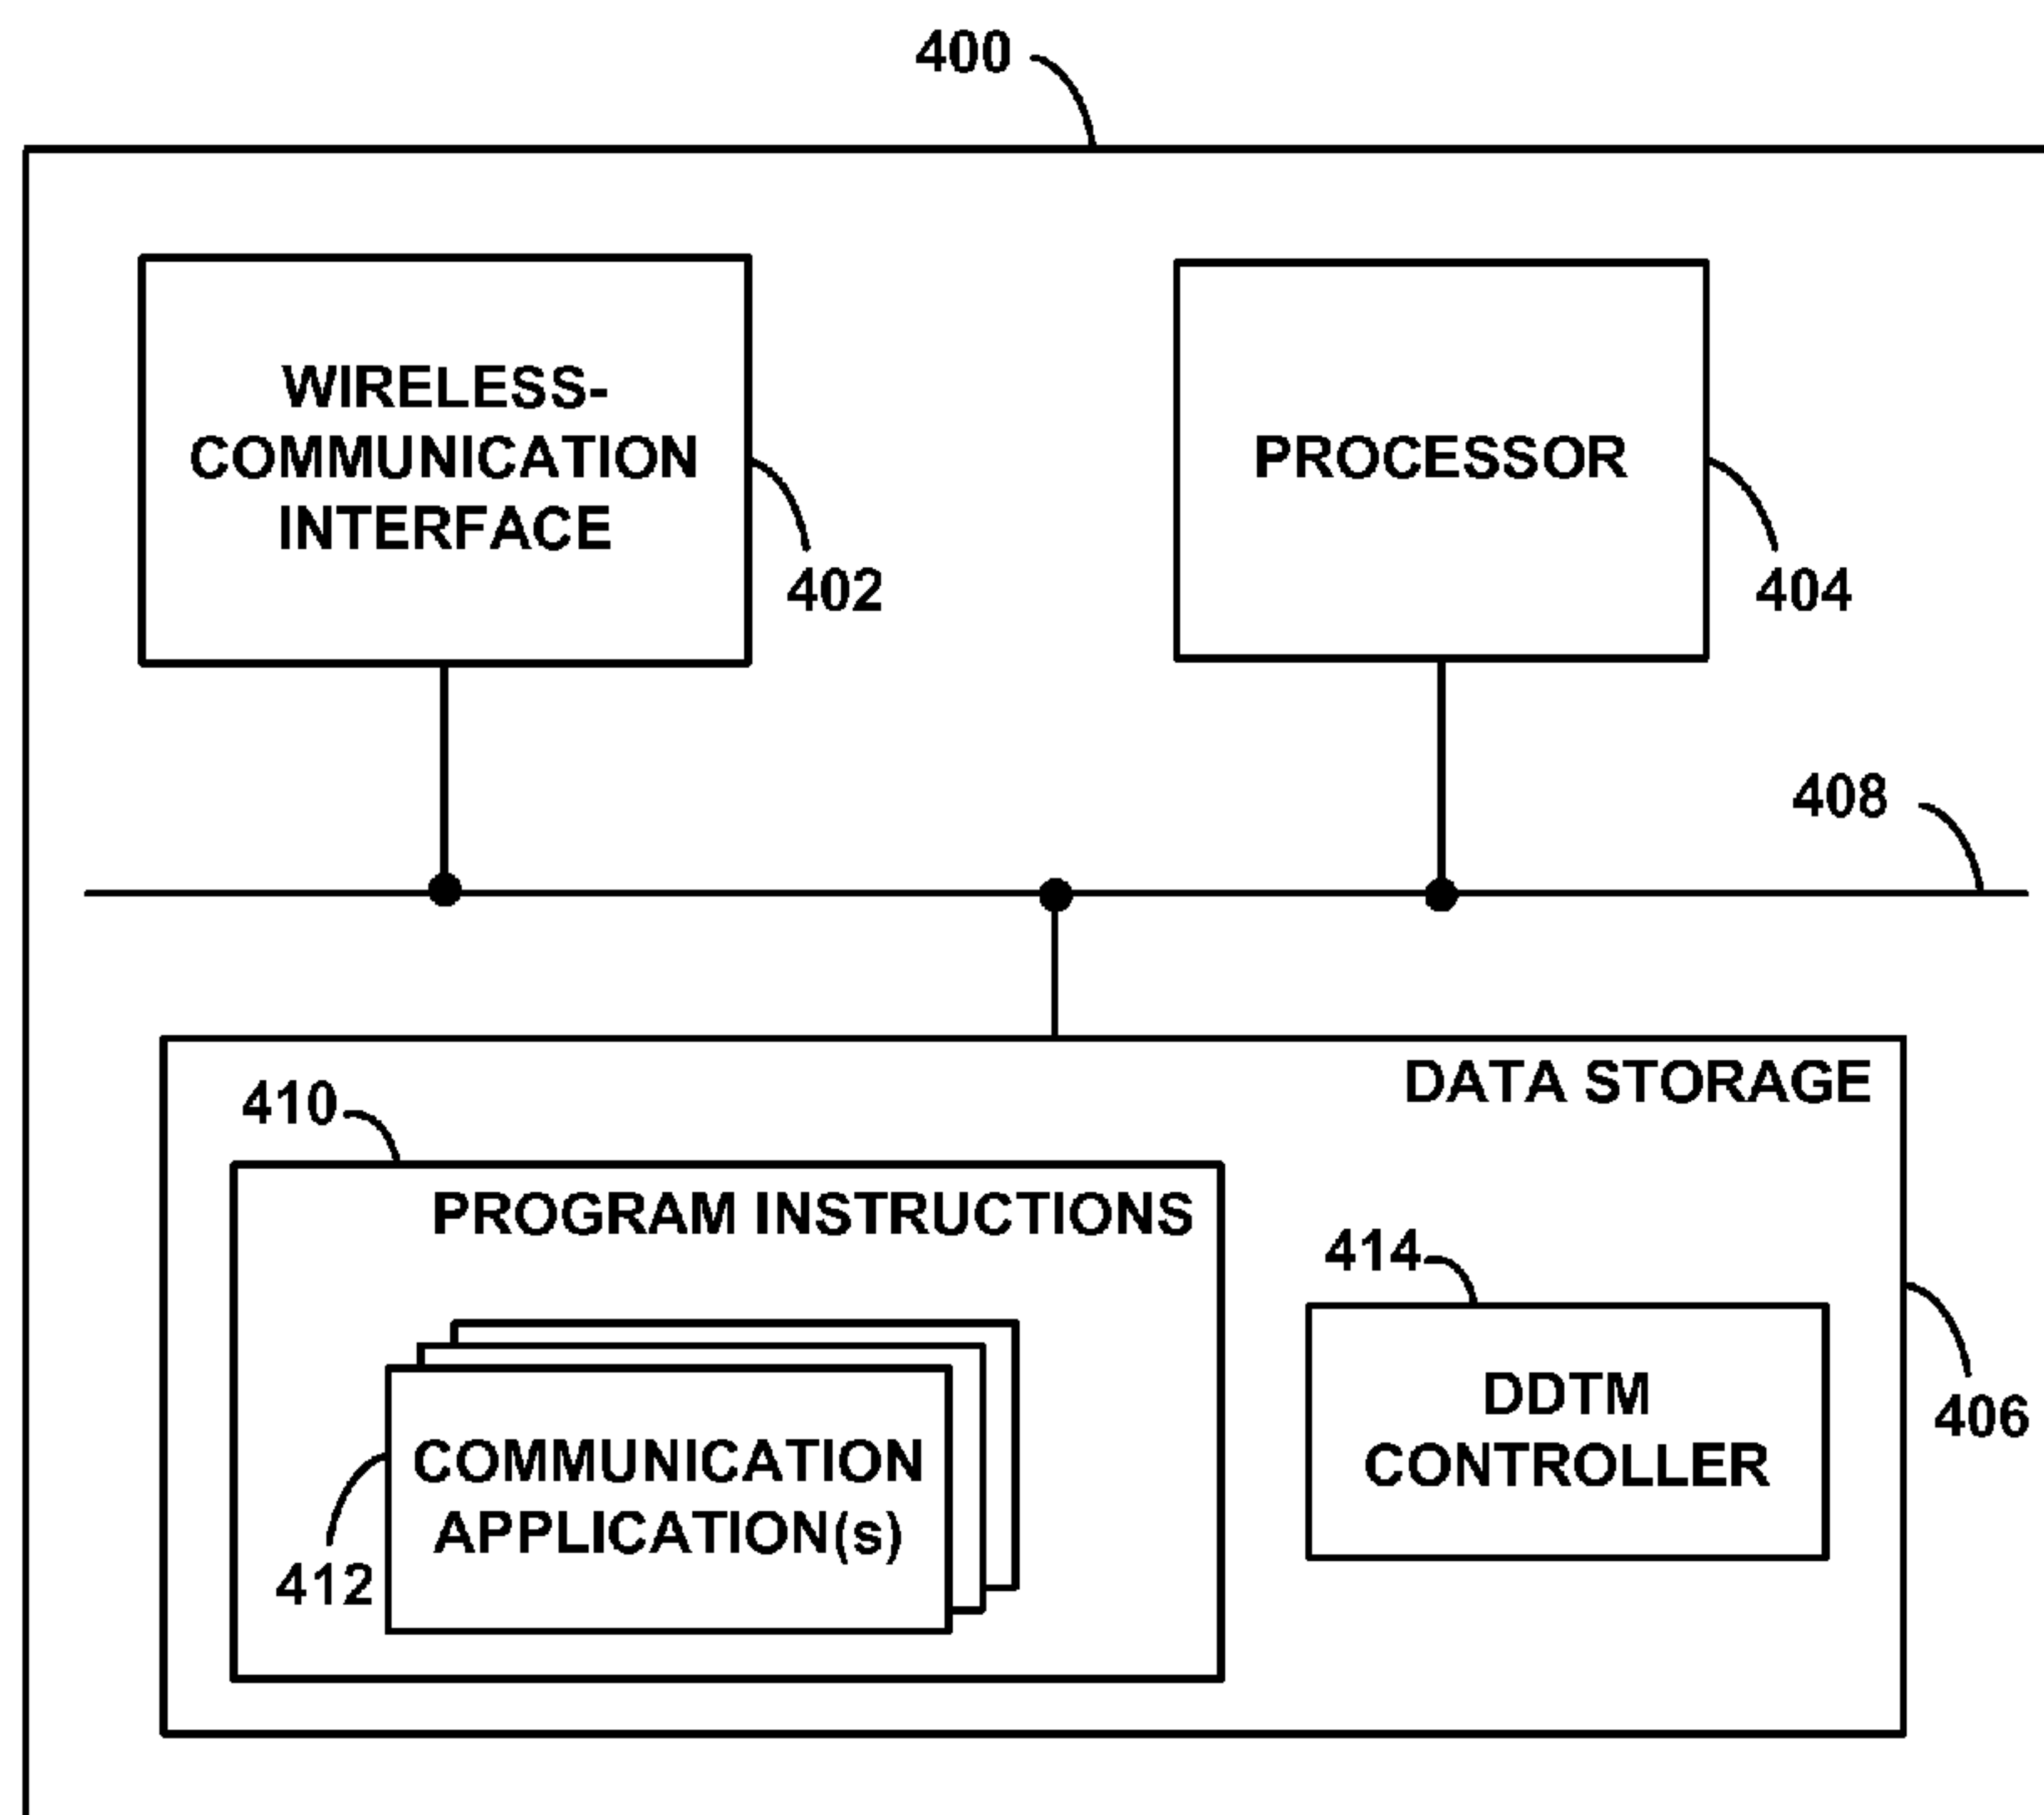 400
WIRELESS-
COMMUNICATION
INTERFACE
402
PROCESSOR
404
408
DATA STORAGE
410
PROGRAM INSTRUCTIONS
414
DDTM
CONTROLLER
406
COMMUNICATION
APPLICATION(s)
412